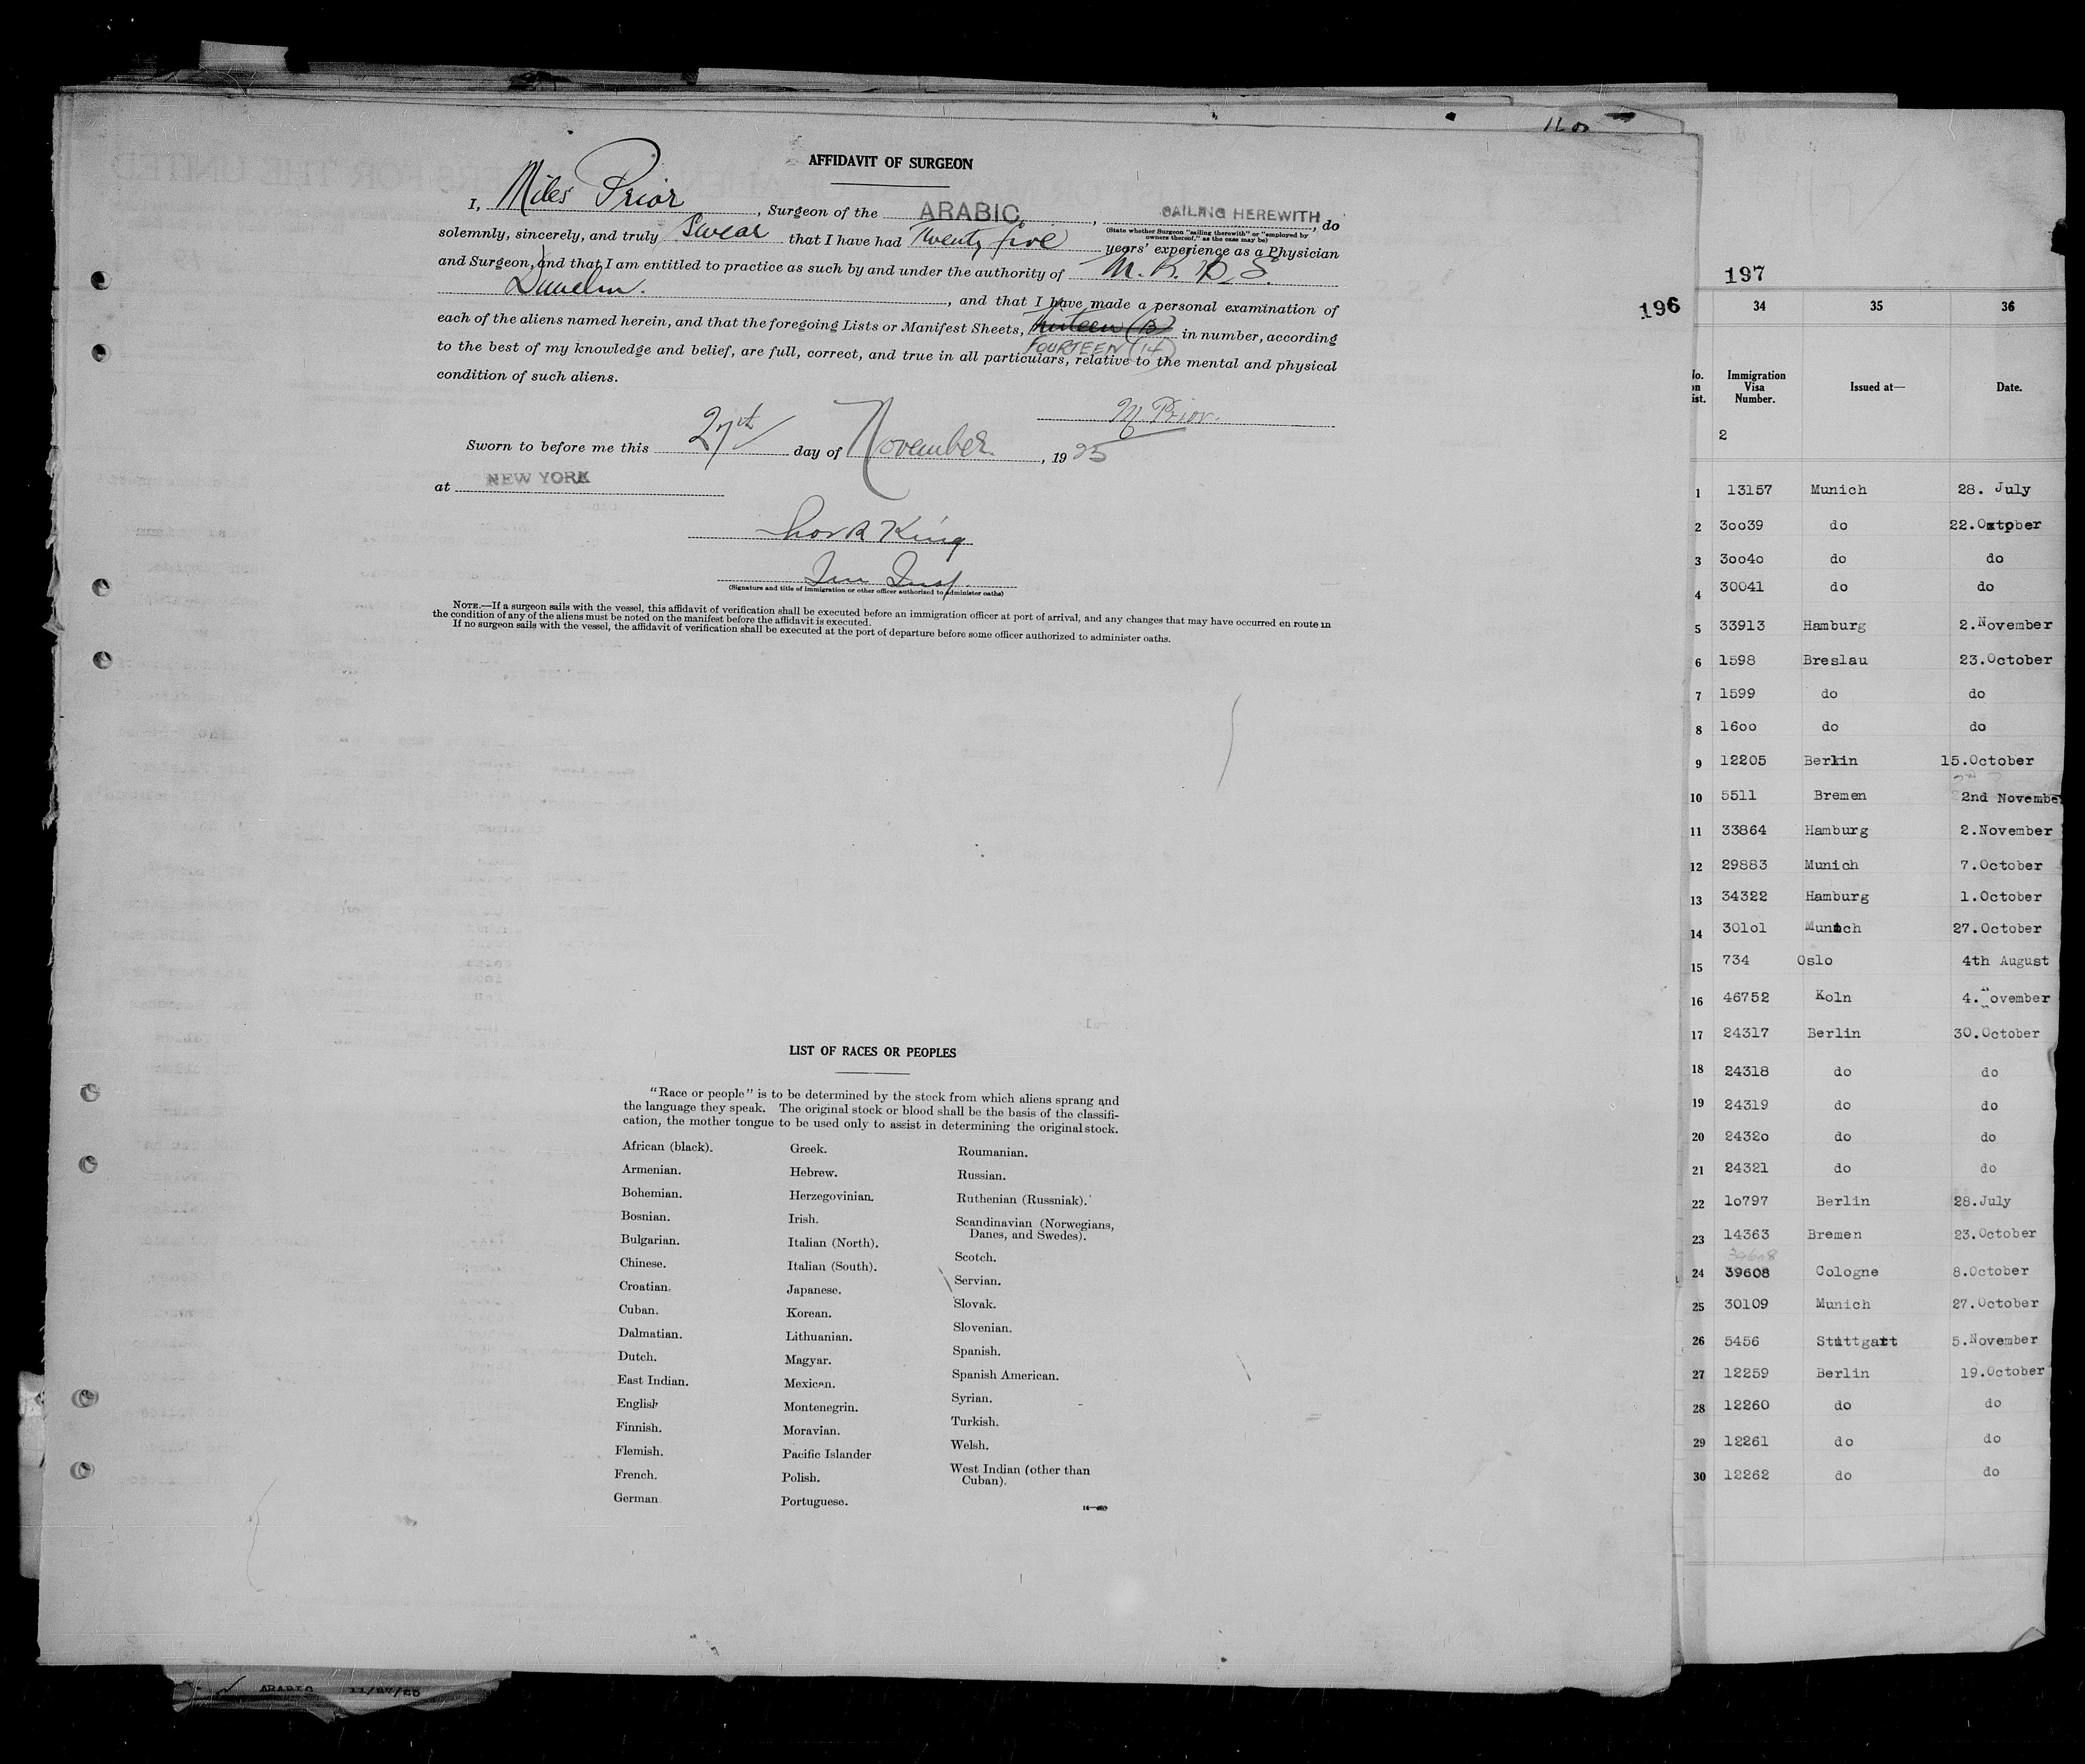 AFFIDAVIT OF SURGEON
I, Miles Prior, Surgeon of the ARABIC, SAILING HEREWITH, do
(State whether Surgeon "sailing therewith" or "employed by owners thereof," as the case may be)
solemnly, sincerely, and truly Swear that I have had Twenty five years' experience as a Physician
and Surgeon, and that I am entitled to practice as such by and under the authority of
, and that I have made a personal examination of
each of the aliens named herein, and that the foregoing Lists or Manifest Sheets, in number, according
FOURTEEN (14)
to the best of my knowledge and belief, are full, correct, and true in all particulars, relative to the mental and physical
condition of such aliens.
M Prior.
Sworn to before me this 27th day of November, 1925
at NEW YORK
King
(Signature and title of immigration or other officer authorized to administer oaths)
NOTE.—If a surgeon sails with the vessel, this affidavit of verification shall be executed before an immigration officer at port of arrival, and any changes that may have occurred en route in
the condition of any of the aliens must be noted on the manifest before the affidavit is executed.
If no surgeon sails with the vessel, the affidavit of verification shall be executed at the port of departure before some officer authorized to administer oaths.
LIST OF RACES OR PEOPLES
"Race or people" is to be determined by the stock from which aliens sprang and
the language they speak. The original stock or blood shall be the basis of the classifi-
cation, the mother tongue to be used only to assist in determining the original stock.
African (black).
Armenian.
Bohemian.
Bosnian.
Bulgarian.
Chinese.
Croatian.
Cuban.
Dalmatian.
Dutch.
East Indian.
English
Finnish.
Flemish.
French.
German
Greek.
Hebrew.
Herzegovinian.
Irish.
Italian (North).
Italian (South).
Japanese.
Korean.
Lithuanian.
Magyar.
Mexican.
Montenegrin.
Moravian.
Pacific Islander
Polish.
Portuguese.
Roumanian.
Russian.
Ruthenian (Russniak).
Scandinavian (Norwegians,
Danes, and Swedes).
Scotch.
Servian.
Slovak.
Slovenian.
Spanish.
Spanish American.
Syrian.
Turkish.
Welsh.
West Indian (other than
Cuban).
ARABIC 11/27/25
196
197
34 35 36
Immigration Visa Number. Issued at— Date.
2
1 13157 Munich 28. July
2 30039 do 22.October
3 30040 do do
4 30041 do do
5 33913 Hamburg 2.November
6 1598 Breslau 23.October
7 1599 do do
8 1600 do do
9 12205 Berlin 15.October
10 5511 Bremen 2nd Novembe
11 33864 Hamburg 2.November
12 29883 Munich 7.October
13 34322 Hamburg 1.October
14 30101 Munich 27.October
15 734 Oslo 4th August
16 46752 Koln 4.November
17 24317 Berlin 30.October
18 24318 do do
19 24319 do do
20 24320 do do
21 24321 do do
22 10797 Berlin 28.July
23 14363 Bremen 23.October
39608
24 39608 Cologne 8.October
25 30109 Munich 27.October
26 5456 Stuttgart 5.November
27 12259 Berlin 19.October
28 12260 do do
29 12261 do do
30 12262 do do